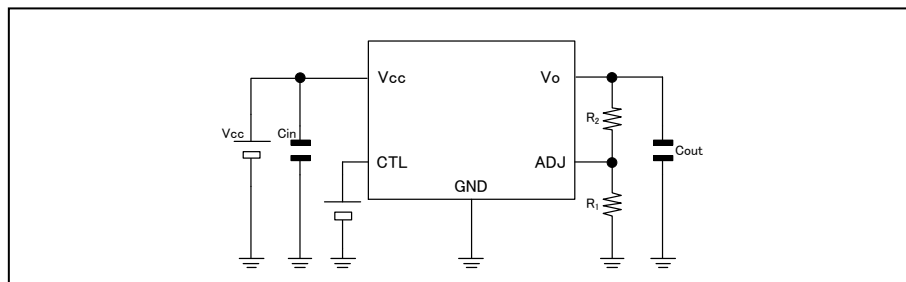 Vcc
Vo
R₂
Vcc
Cin
Cout
CTL
ADJ
GND
R₁